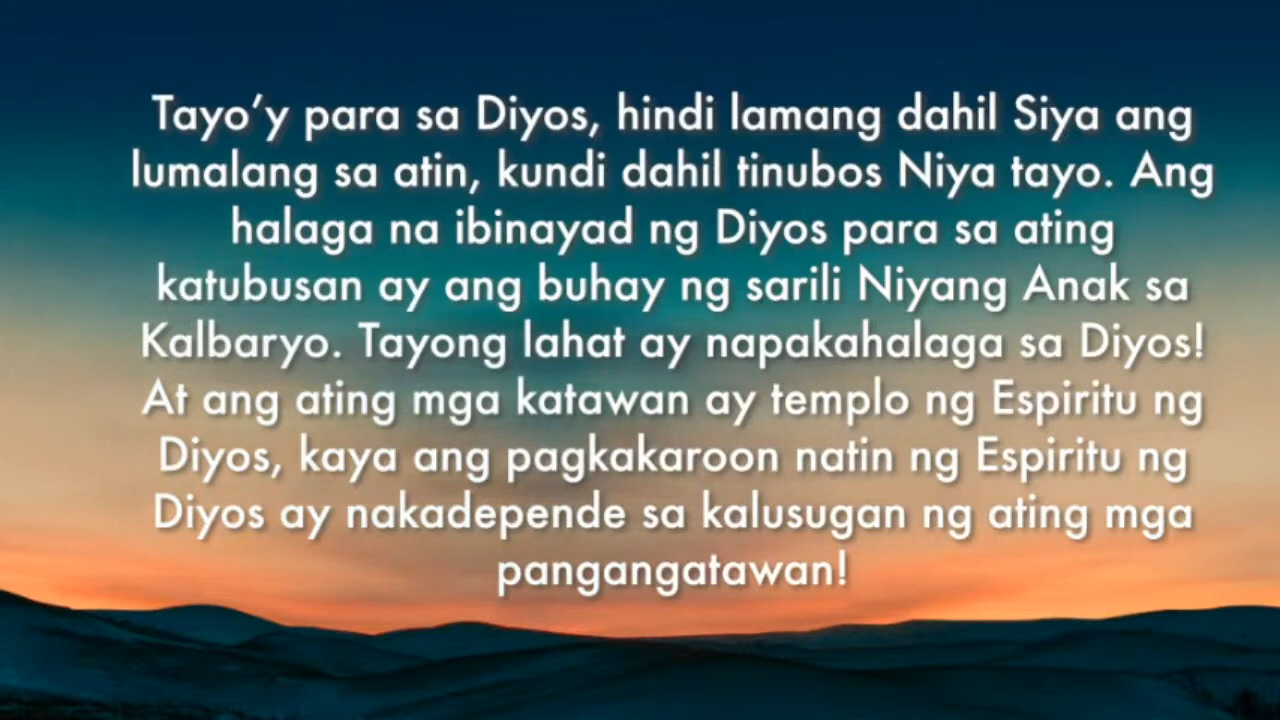 Tayo’y para sa Diyos, hindi lamang dahil Siya ang
lumalang sa atin, kundi dahil tinubos Niya tayo. Ang
halaga na ibinayad ng Diyos para sa ating
katubusan ay ang buhay ng sarili Niyang Anak sa
Kalbaryo. Tayong lahat ay napakahalaga sa Diyos!
At ang ating mga katawan ay templo ng Espiritu ng
Diyos, kaya ang pagkakaroon natin ng Espiritu ng
Diyos ay nakadepende sa kalusugan ng ating mga
pangangatawan!